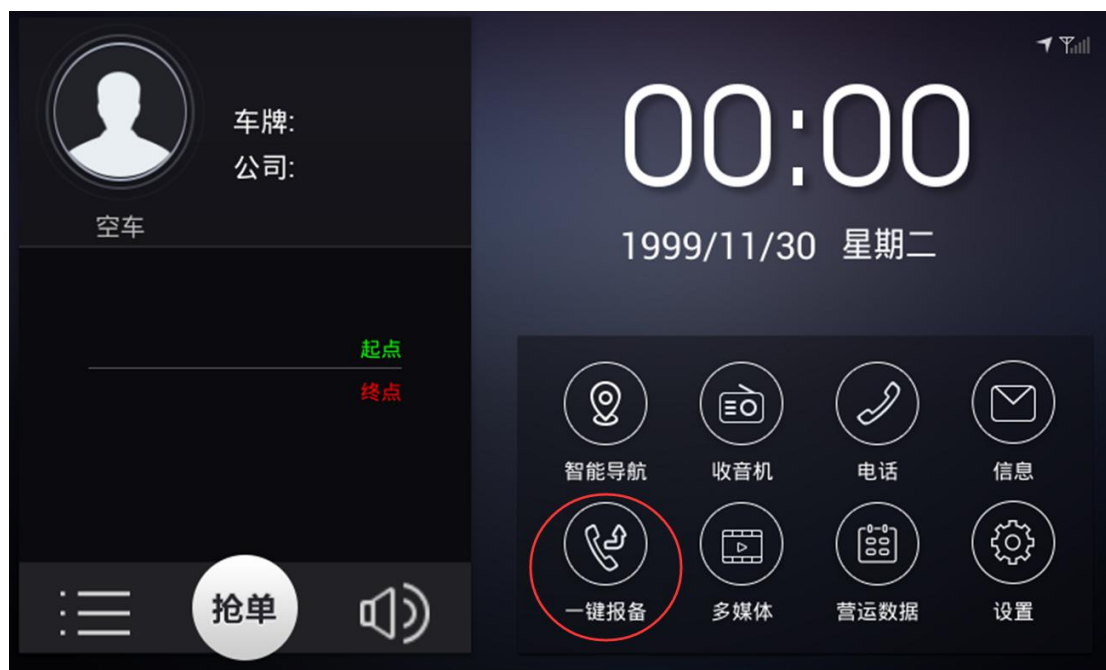 车牌:
公司:
空车
起点
终点
抢单
00:00
1999/11/30 星期二
智能导航 收音机 电话 信息
一键报备 多媒体 营运数据 设置